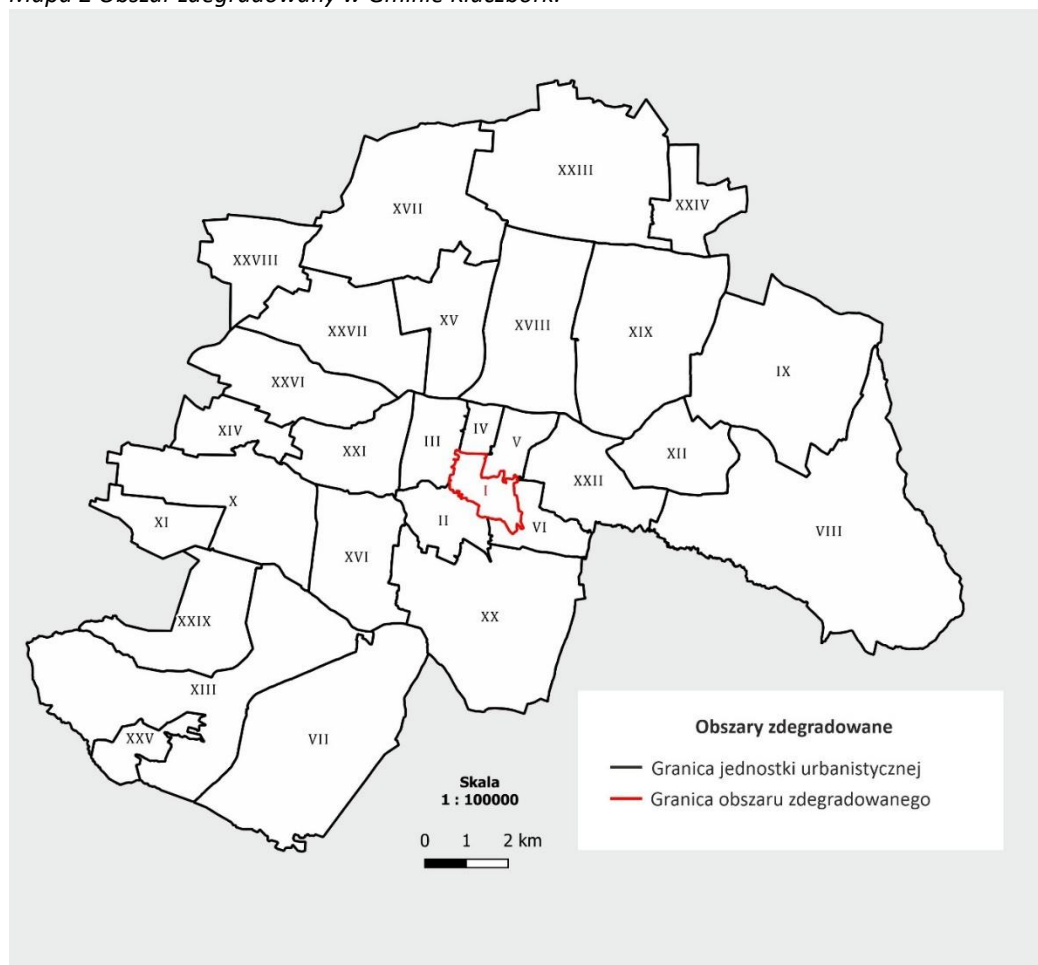 Mapa 2 Obszar zdegradowany w Gminie Kluczbork.
XXIII
XVII
XXIV
XXVIII
XXVII
XV
XVIII
XIX
IX
XXVI
XIV
XXI
III
IV
V
XII
XXII
X
I
XI
II
VI
VIII
XVI
XX
XXIX
XIII
XXV
VII
Obszary zdegradowane
Granica jednostki urbanistycznej
Granica obszaru zdegradowanego
Skala
1 : 100000
0 1 2 km